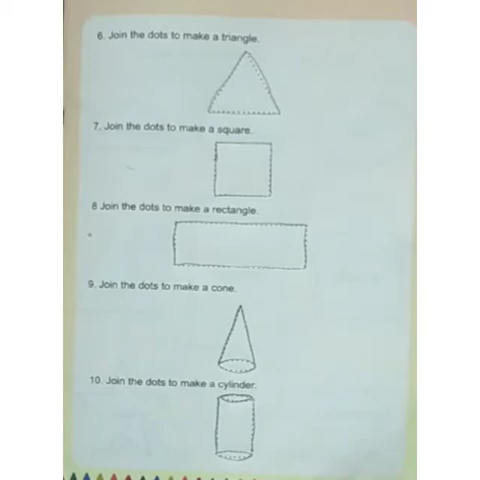 6. Join the dots to make a triangle.
7. Join the dots to make a square.
8 Join the dots to make a rectangle.
9. Join the dots to make a cone.
10. Join the dots to make a cylinder.